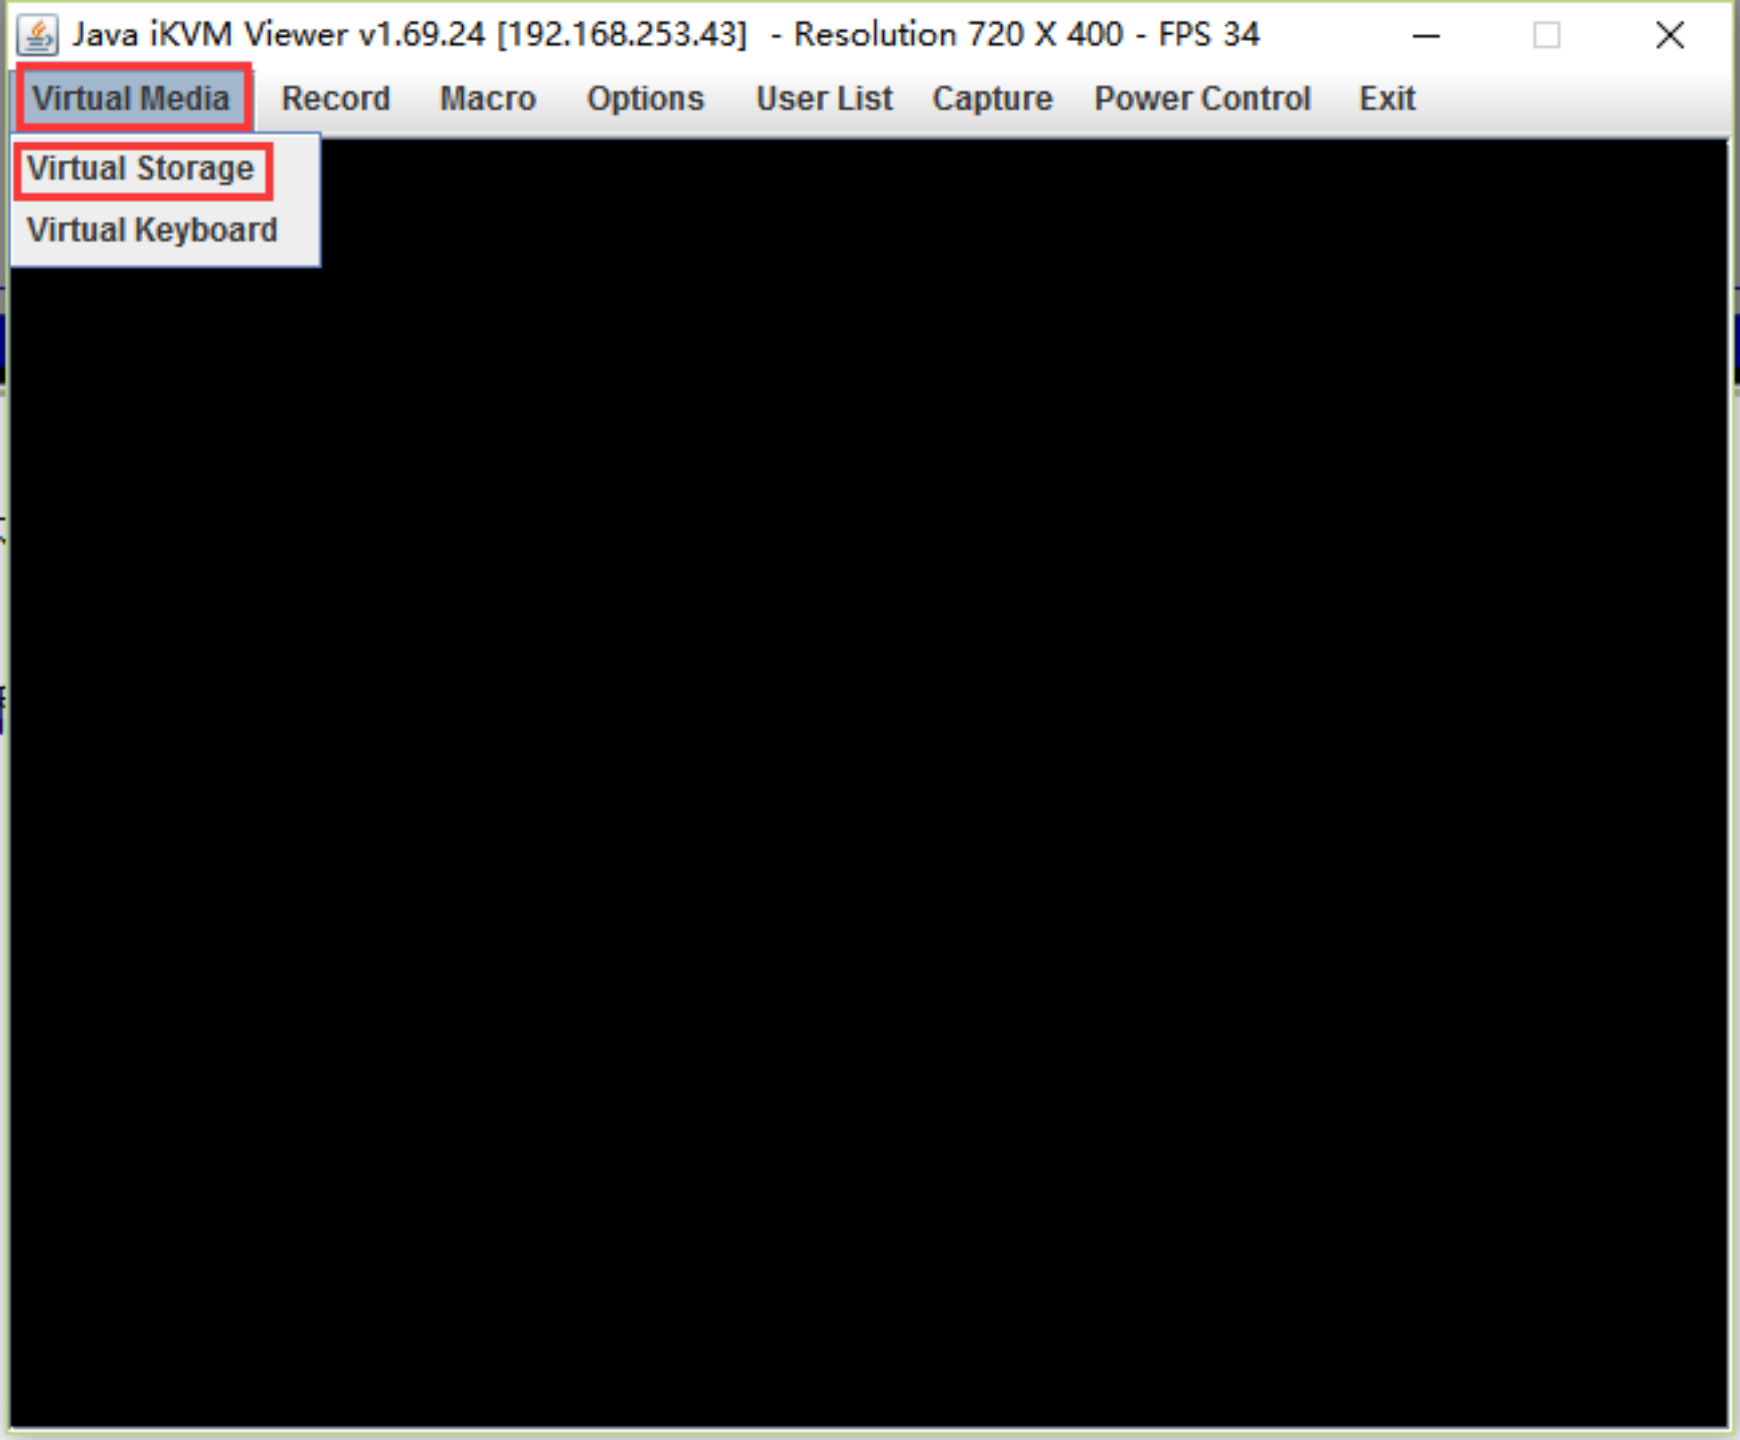 Java iKVM Viewer v1.69.24 [192.168.253.43] - Resolution 720 X 400 - FPS 34
Virtual Media Record Macro Options User List Capture Power Control Exit
Virtual Storage
Virtual Keyboard